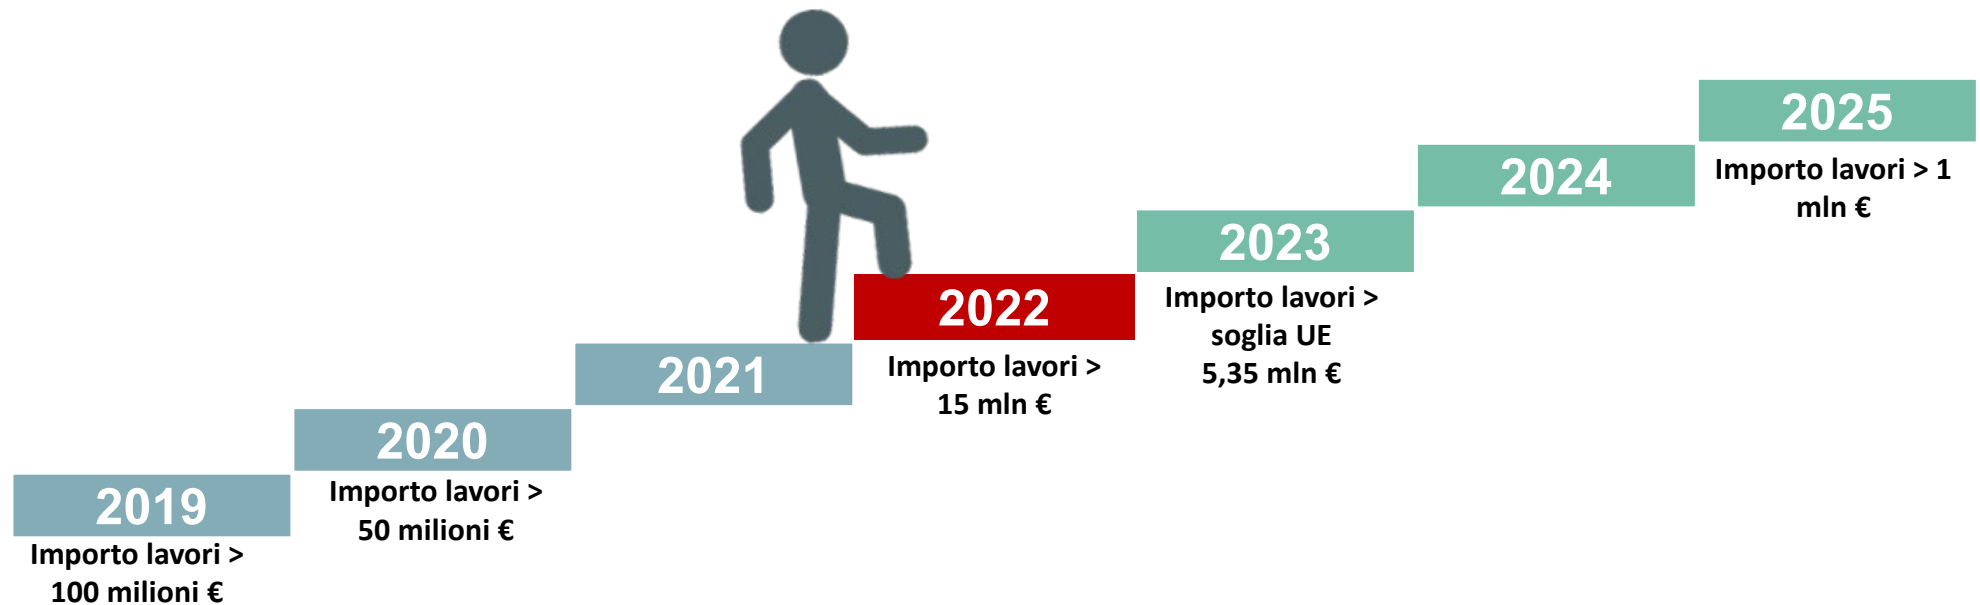 2019
Importo lavori >
100 milioni €
2020
Importo lavori >
50 milioni €
2021
2022
Importo lavori >
15 mln €
2023
Importo lavori >
soglia UE
5,35 mln €
2024
2025
Importo lavori > 1
mln €